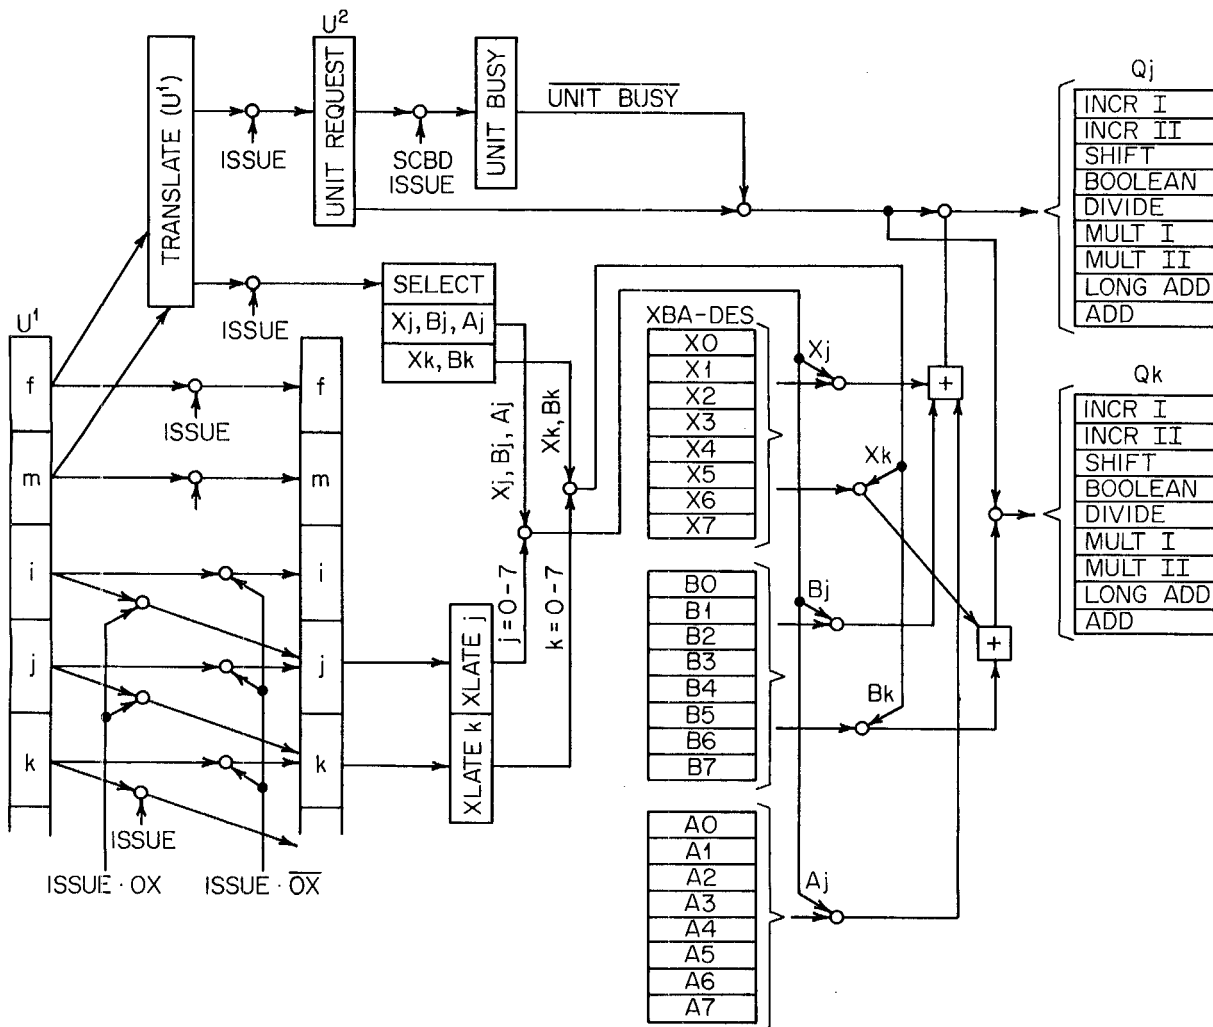 U²
TRANSLATE (U¹)
UNIT REQUEST
UNIT BUSY
UNIT BUSY
ISSUE
SCBD
ISSUE
Qj
INCR I
INCR II
SHIFT
BOOLEAN
DIVIDE
MULT I
MULT II
LONG ADD
ADD
SELECT
Xj, Bj, Aj
Xk, Bk
ISSUE
U¹
f
m
i
j
k
ISSUE
f
m
i
j
k
ISSUE
ISSUE · OX
ISSUE · O̅X̅
Xj, Bj, Aj
Xk, Bk
j = 0 - 7
k = 0 - 7
XLATE j
XLATE k
XBA-DES
X0
X1
X2
X3
X4
X5
X6
X7
B0
B1
B2
B3
B4
B5
B6
B7
A0
A1
A2
A3
A4
A5
A6
A7
Xj
Xk
Bj
Bk
Aj
+
+
Qk
INCR I
INCR II
SHIFT
BOOLEAN
DIVIDE
MULT I
MULT II
LONG ADD
ADD